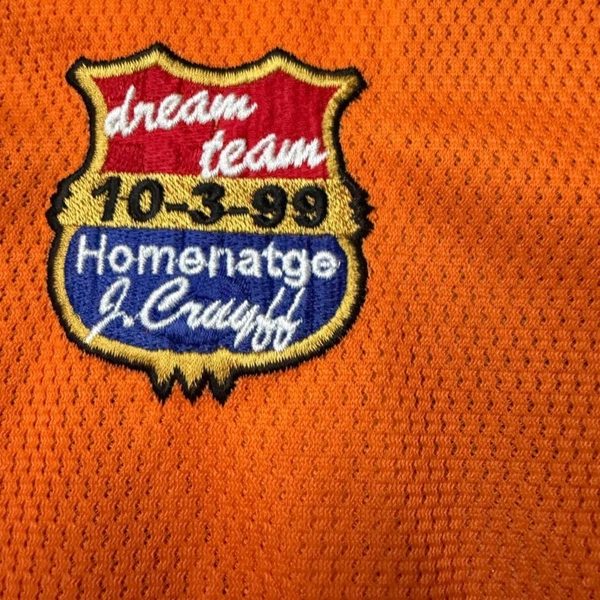 dream
team
10-3-99
Homenatge
J. Cruyff